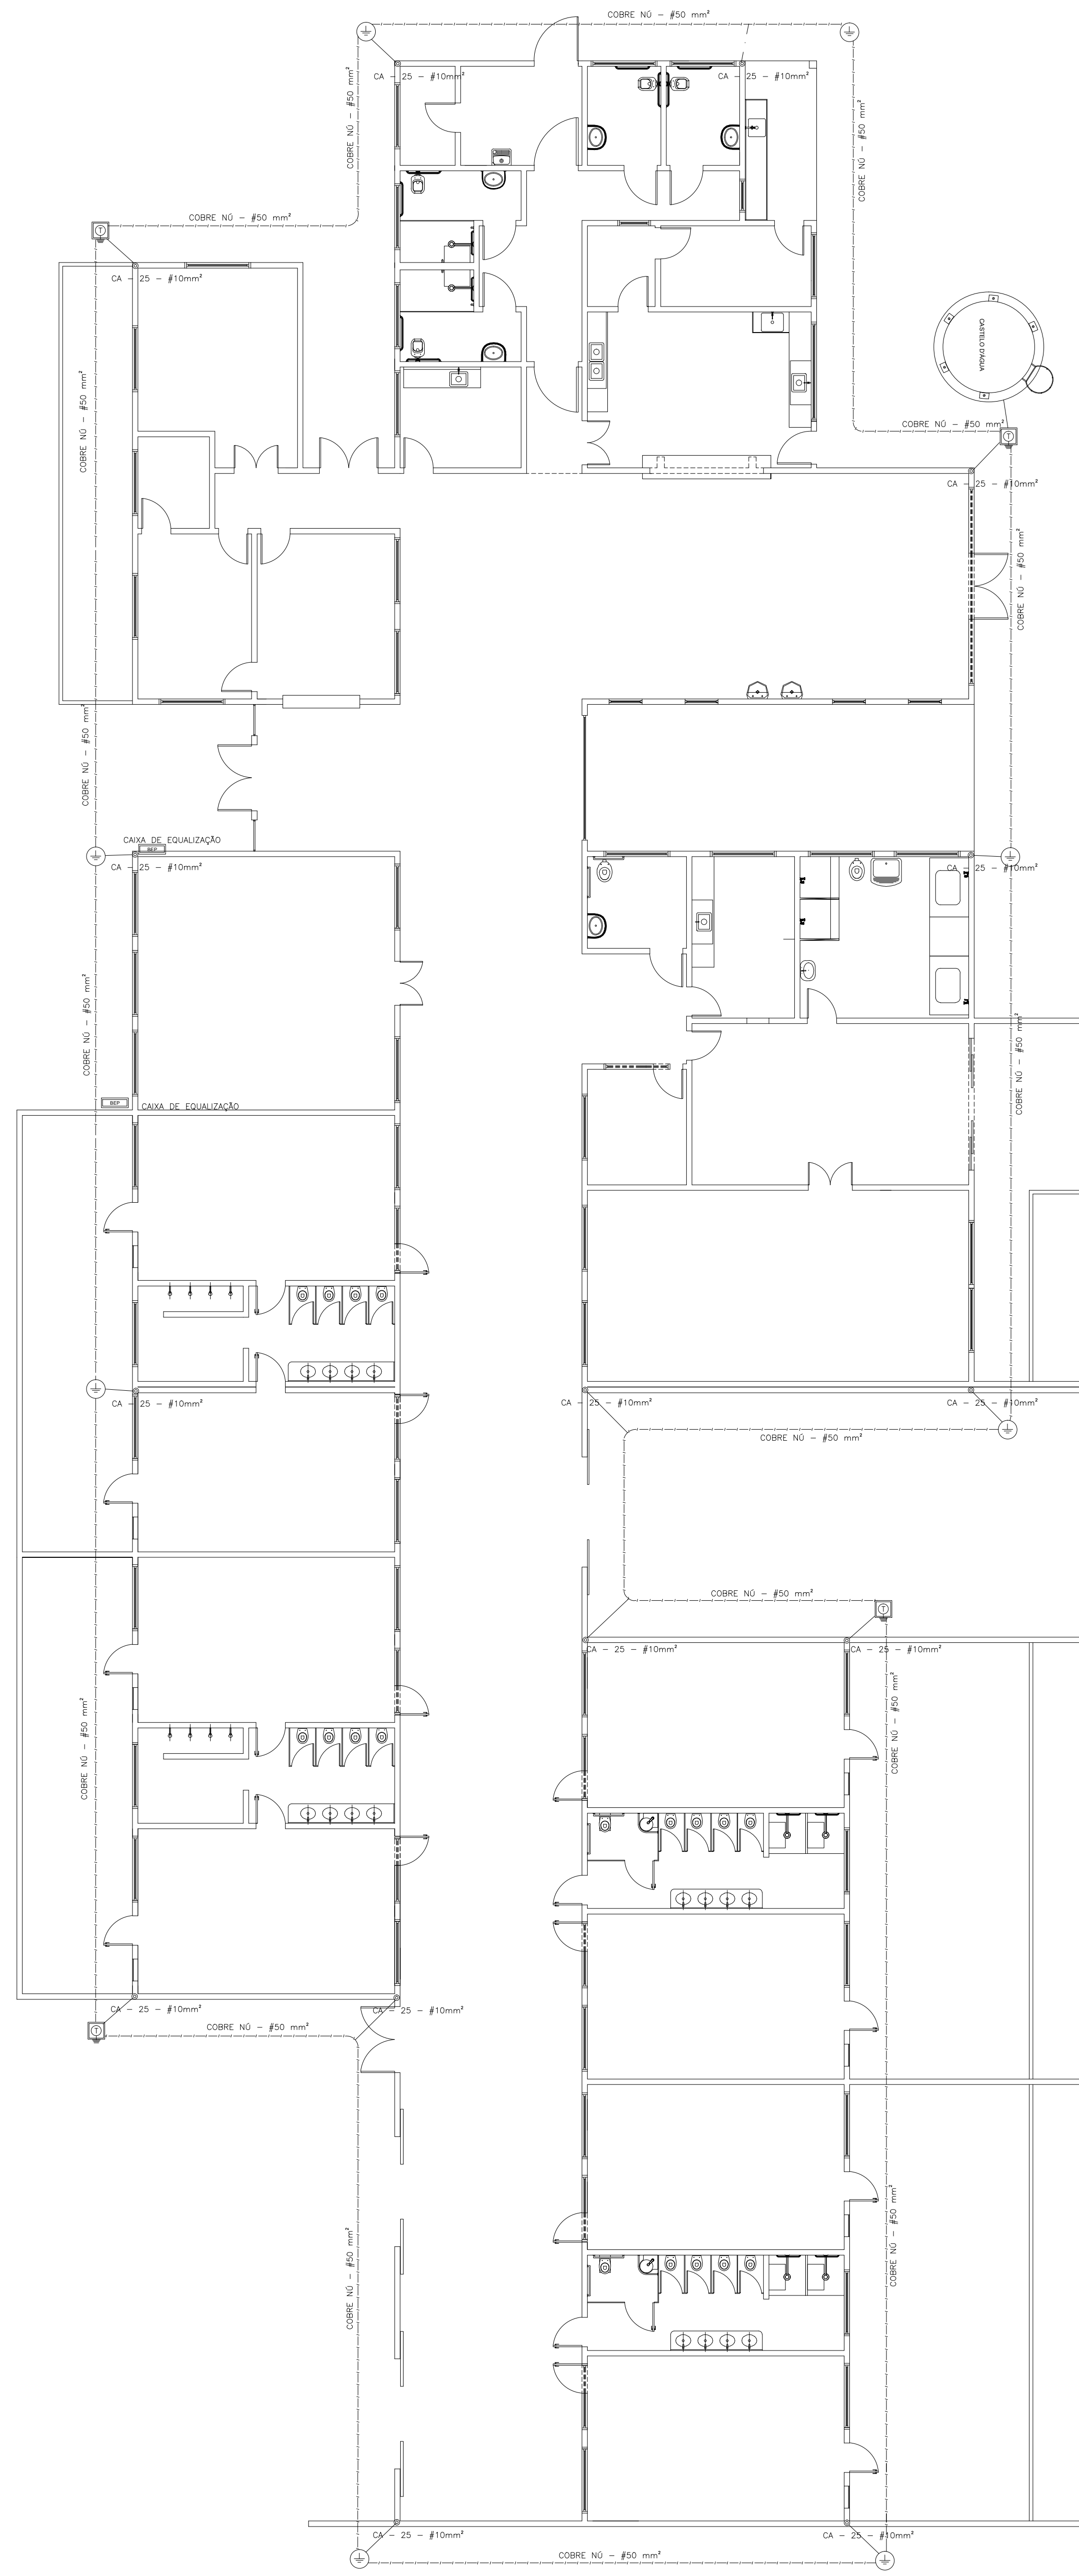 COBRE NÚ - #50 mm²
CA - 25 - #10mm²
CA - 25 - #10mm²
COBRE NÚ - #50 mm²
COBRE NÚ - #50 mm²
COBRE NÚ - #50 mm²
T
CA - 25 - #10mm²
CASTELO D'ÁGUA
COBRE NÚ - #50 mm²
COBRE NÚ - #50 mm²
T
CA - 25 - #10mm²
COBRE NÚ - #50 mm²
COBRE NÚ - #50 mm²
CAIXA DE EQUALIZAÇÃO
BEP
CA - 25 - #10mm²
CA - 25 - #10mm²
COBRE NÚ - #50 mm²
COBRE NÚ - #50 mm²
BEP
CAIXA DE EQUALIZAÇÃO
CA - 25 - #10mm²
CA - 25 - #10mm²
CA - 25 - #10mm²
COBRE NÚ - #50 mm²
COBRE NÚ - #50 mm²
T
CA - 25 - #10mm²
CA - 25 - #10mm²
COBRE NÚ - #50 mm²
COBRE NÚ - #50 mm²
CA - 25 - #10mm²
CA - 25 - #10mm²
T
COBRE NÚ - #50 mm²
COBRE NÚ - #50 mm²
COBRE NÚ - #50 mm²
CA - 25 - #10mm²
CA - 25 - #10mm²
COBRE NÚ - #50 mm²